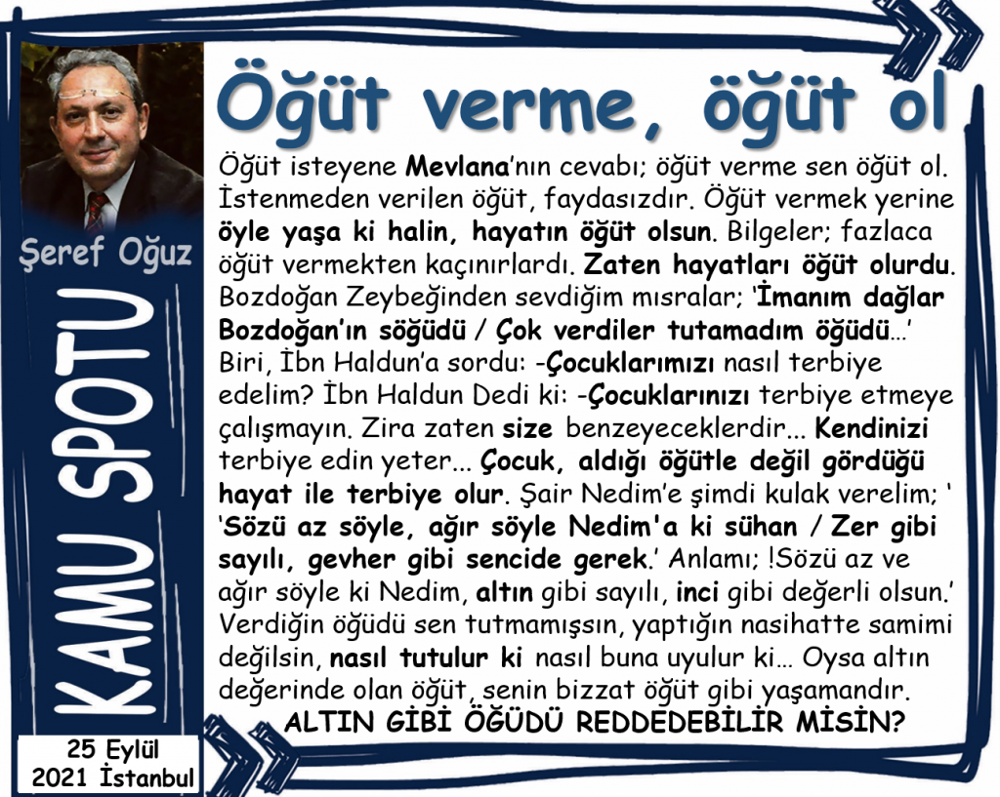 Öğüt verme, öğüt ol
Öğüt isteyene Mevlana’nın cevabı; öğüt verme sen öğüt ol.
İstenmeden verilen öğüt, faydasızdır. Öğüt vermek yerine
öyle yaşa ki halin, hayatın öğüt olsun. Bilgeler; fazlaca
öğüt vermekten kaçınırlardı. Zaten hayatları öğüt olurdu.
Bozdoğan Zeybeğinden sevdiğim mısralar; ‘İmanım dağlar
Bozdoğan’ın söğüdü / Çok verdiler tutamadım öğüdü…’
Biri, İbn Haldun’a sordu: -Çocuklarımızı nasıl terbiye
edelim? İbn Haldun Dedi ki: -Çocuklarınızı terbiye etmeye
çalışmayın. Zira zaten size benzeyeceklerdir... Kendinizi
terbiye edin yeter... Çocuk, aldığı öğütle değil gördüğü
hayat ile terbiye olur. Şair Nedim’e şimdi kulak verelim; ‘
‘Sözü az söyle, ağır söyle Nedim'a ki sühan / Zer gibi
sayılı, gevher gibi sencide gerek.’ Anlamı; !Sözü az ve
ağır söyle ki Nedim, altın gibi sayılı, inci gibi değerli olsun.’
Verdiğin öğüdü sen tutmamışsın, yaptığın nasihatte samimi
değilsin, nasıl tutulur ki nasıl buna uyulur ki… Oysa altın
değerinde olan öğüt, senin bizzat öğüt gibi yaşamandır.
ALTIN GİBİ ÖĞÜDÜ REDDEDEBİLİR MİSİN?
Şeref Oğuz
KAMU SPOTU
25 Eylül
2021 İstanbul